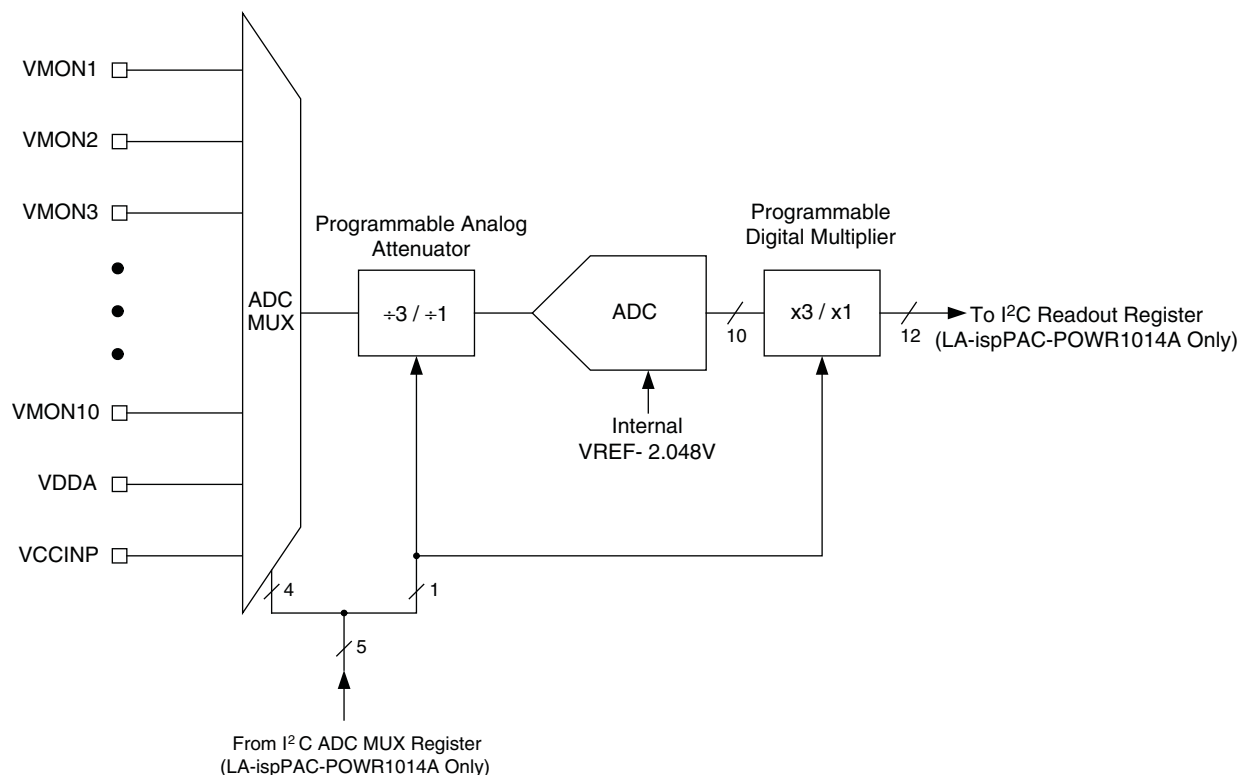 VMON1
VMON2
VMON3
VMON10
VDDA
VCCINP
ADC
MUX
Programmable Analog
Attenuator
÷3 / ÷1
ADC
10
Internal
VREF- 2.048V
Programmable
Digital Multiplier
x3 / x1
12
To I²C Readout Register
(LA-ispPAC-POWR1014A Only)
4
1
5
From I² C ADC MUX Register
(LA-ispPAC-POWR1014A Only)